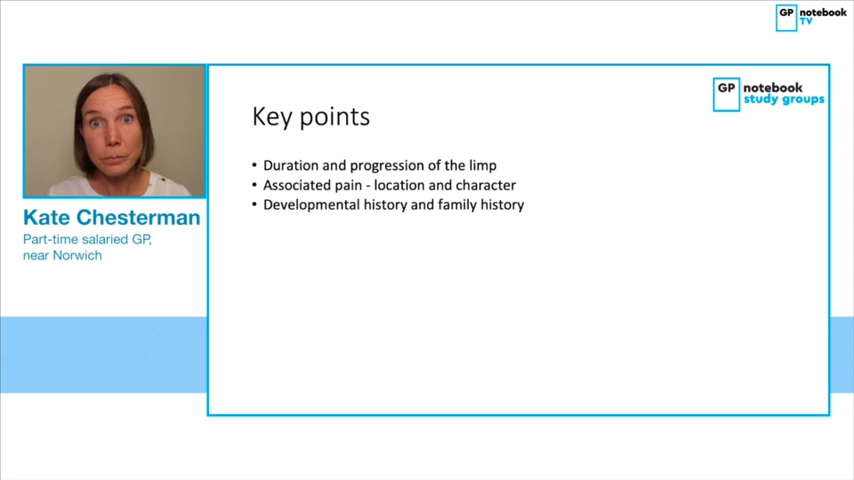 GP notebook
TV
GP notebook
study groups
Key points
• Duration and progression of the limp
• Associated pain - location and character
• Developmental history and family history
Kate Chesterman
Part-time salaried GP,
near Norwich